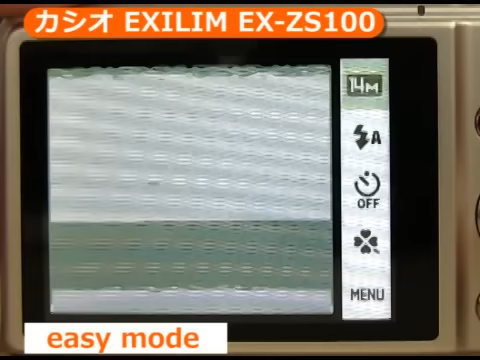 カシオ EXILIM EX-ZS100
14M
A
OFF
MENU
easy mode